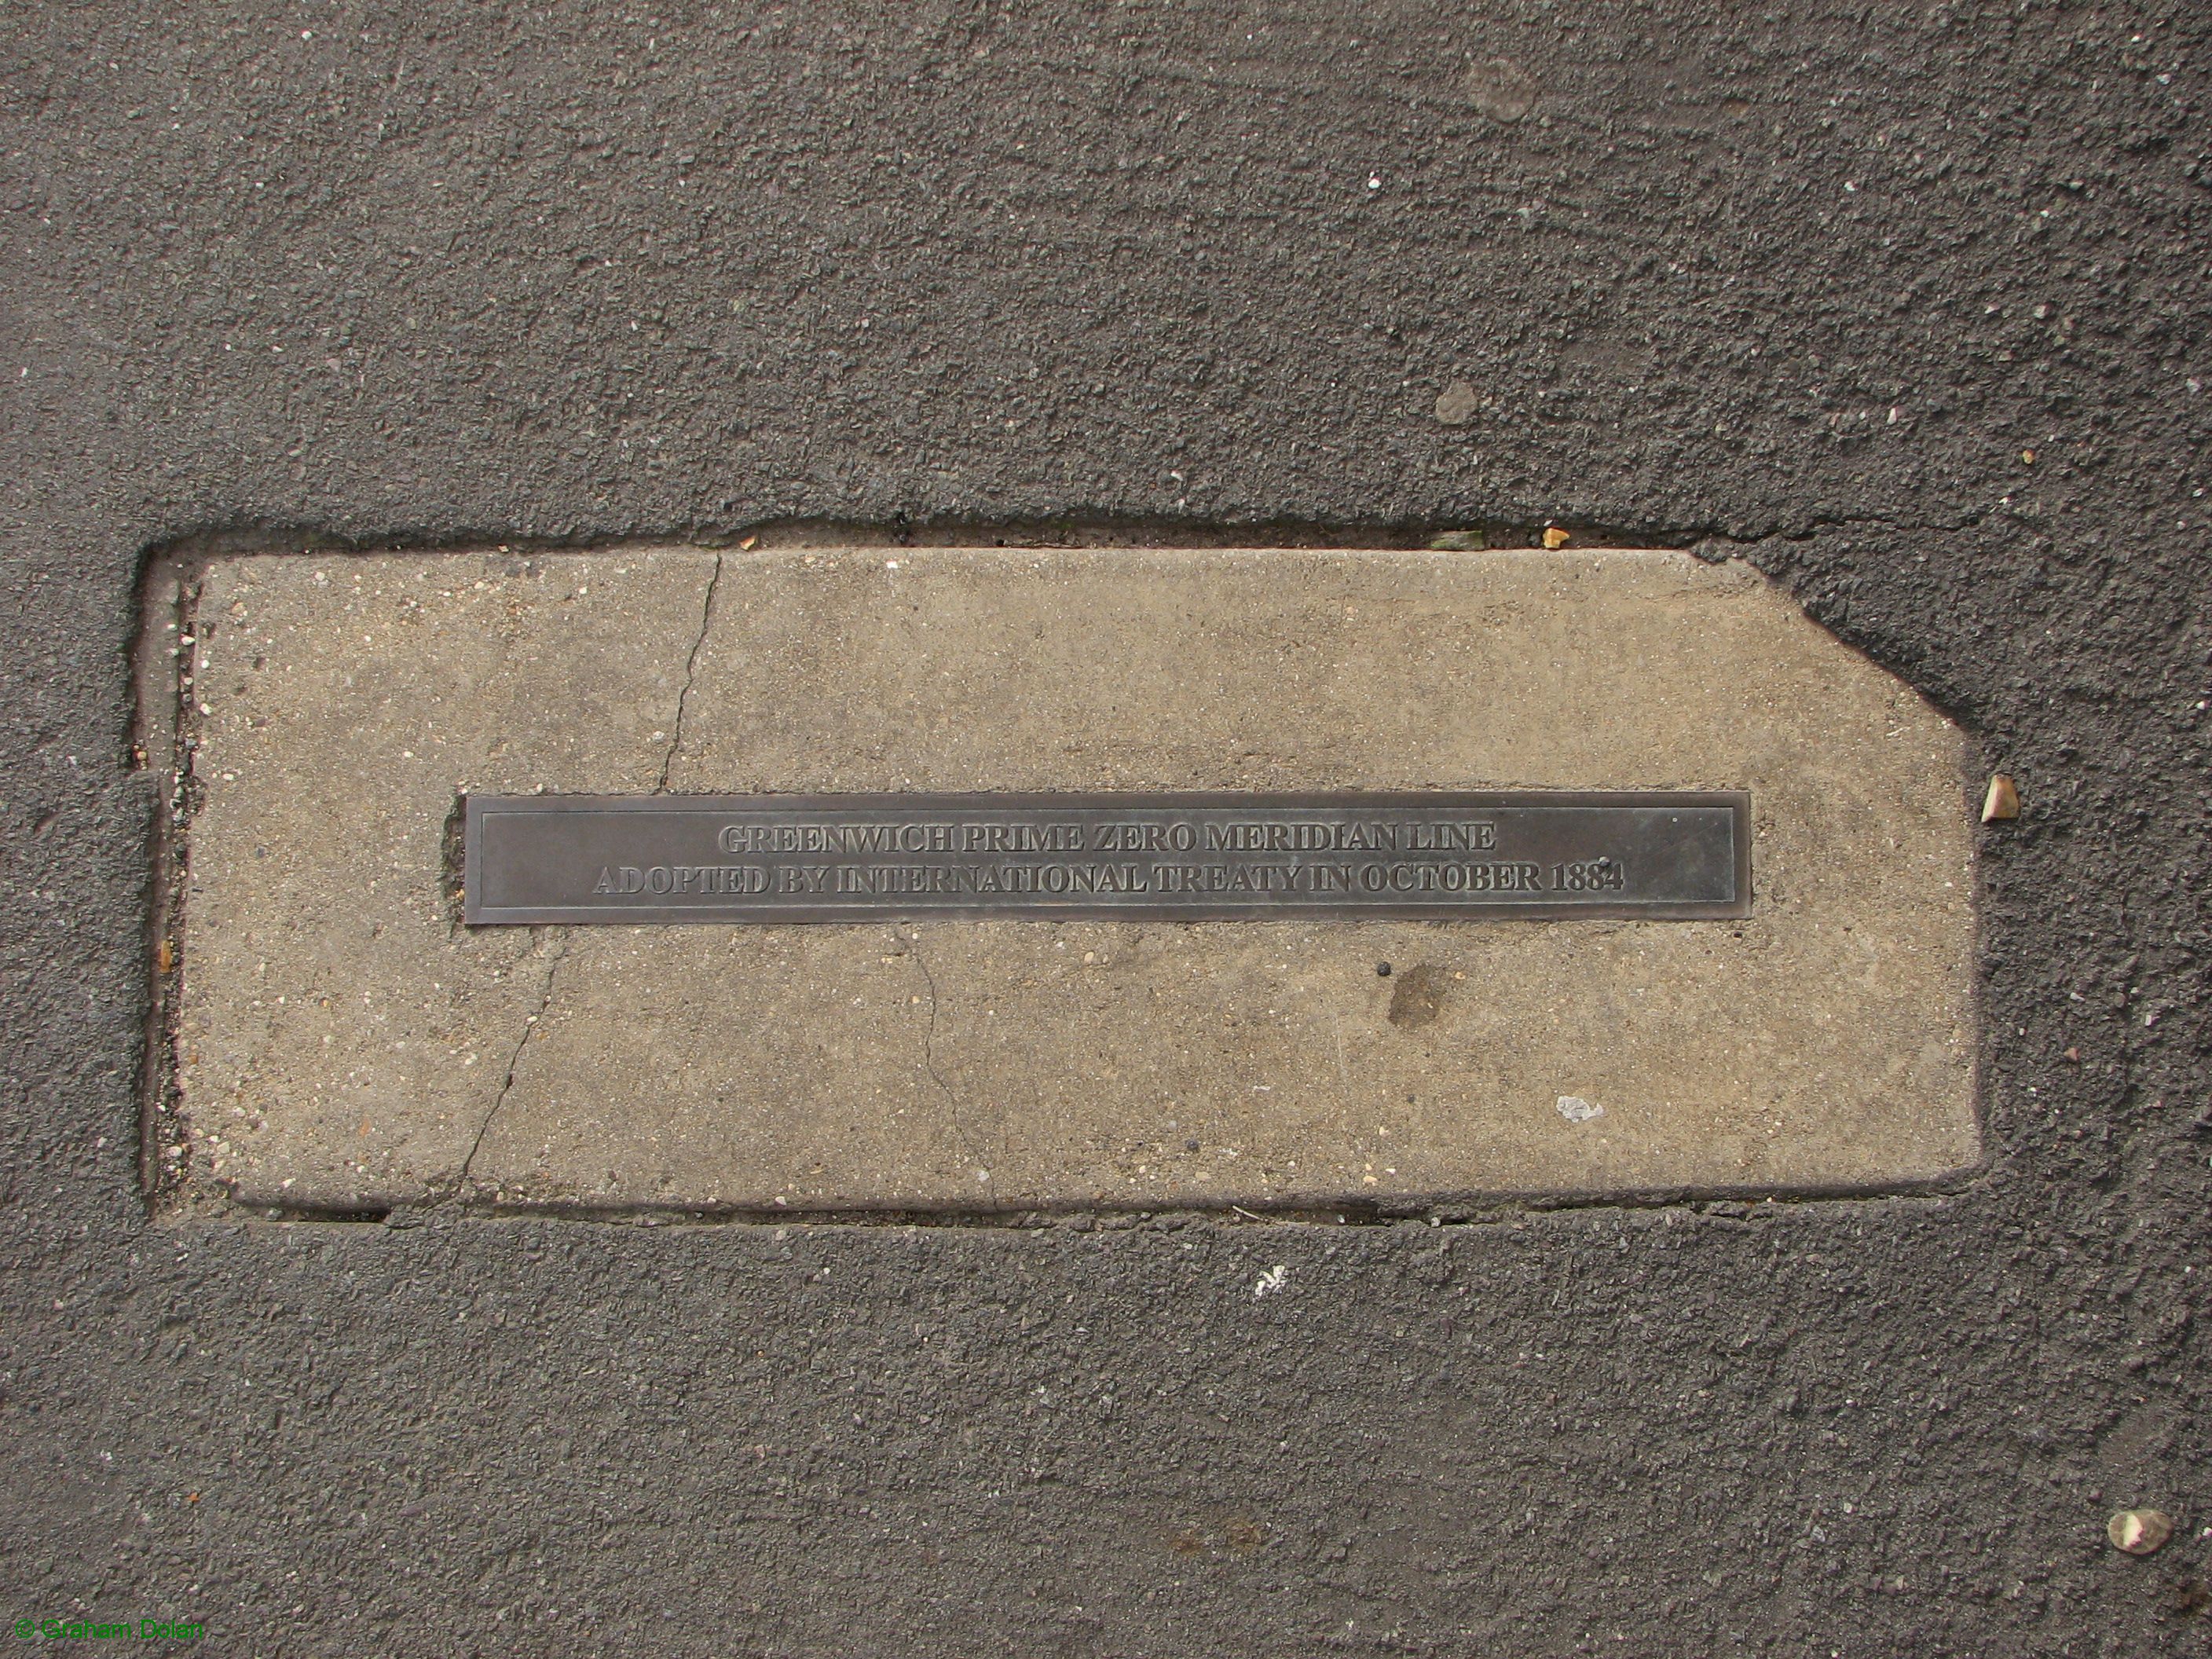 GREENWICH PRIME ZERO MERIDIAN LINE
ADOPTED BY INTERNATIONAL TREATY IN OCTOBER 1884
© Graham Dolan